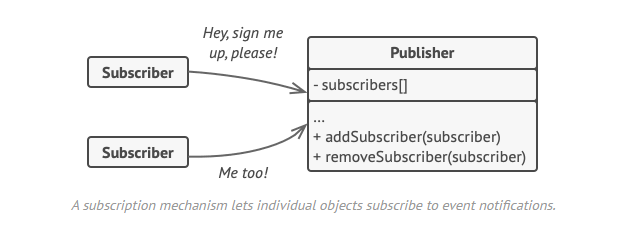 Hey, sign me
up, please!
Subscriber
Publisher
- subscribers[]
...
+ addSubscriber(subscriber)
+ removeSubscriber(subscriber)
Subscriber
Me too!
A subscription mechanism lets individual objects subscribe to event notifications.